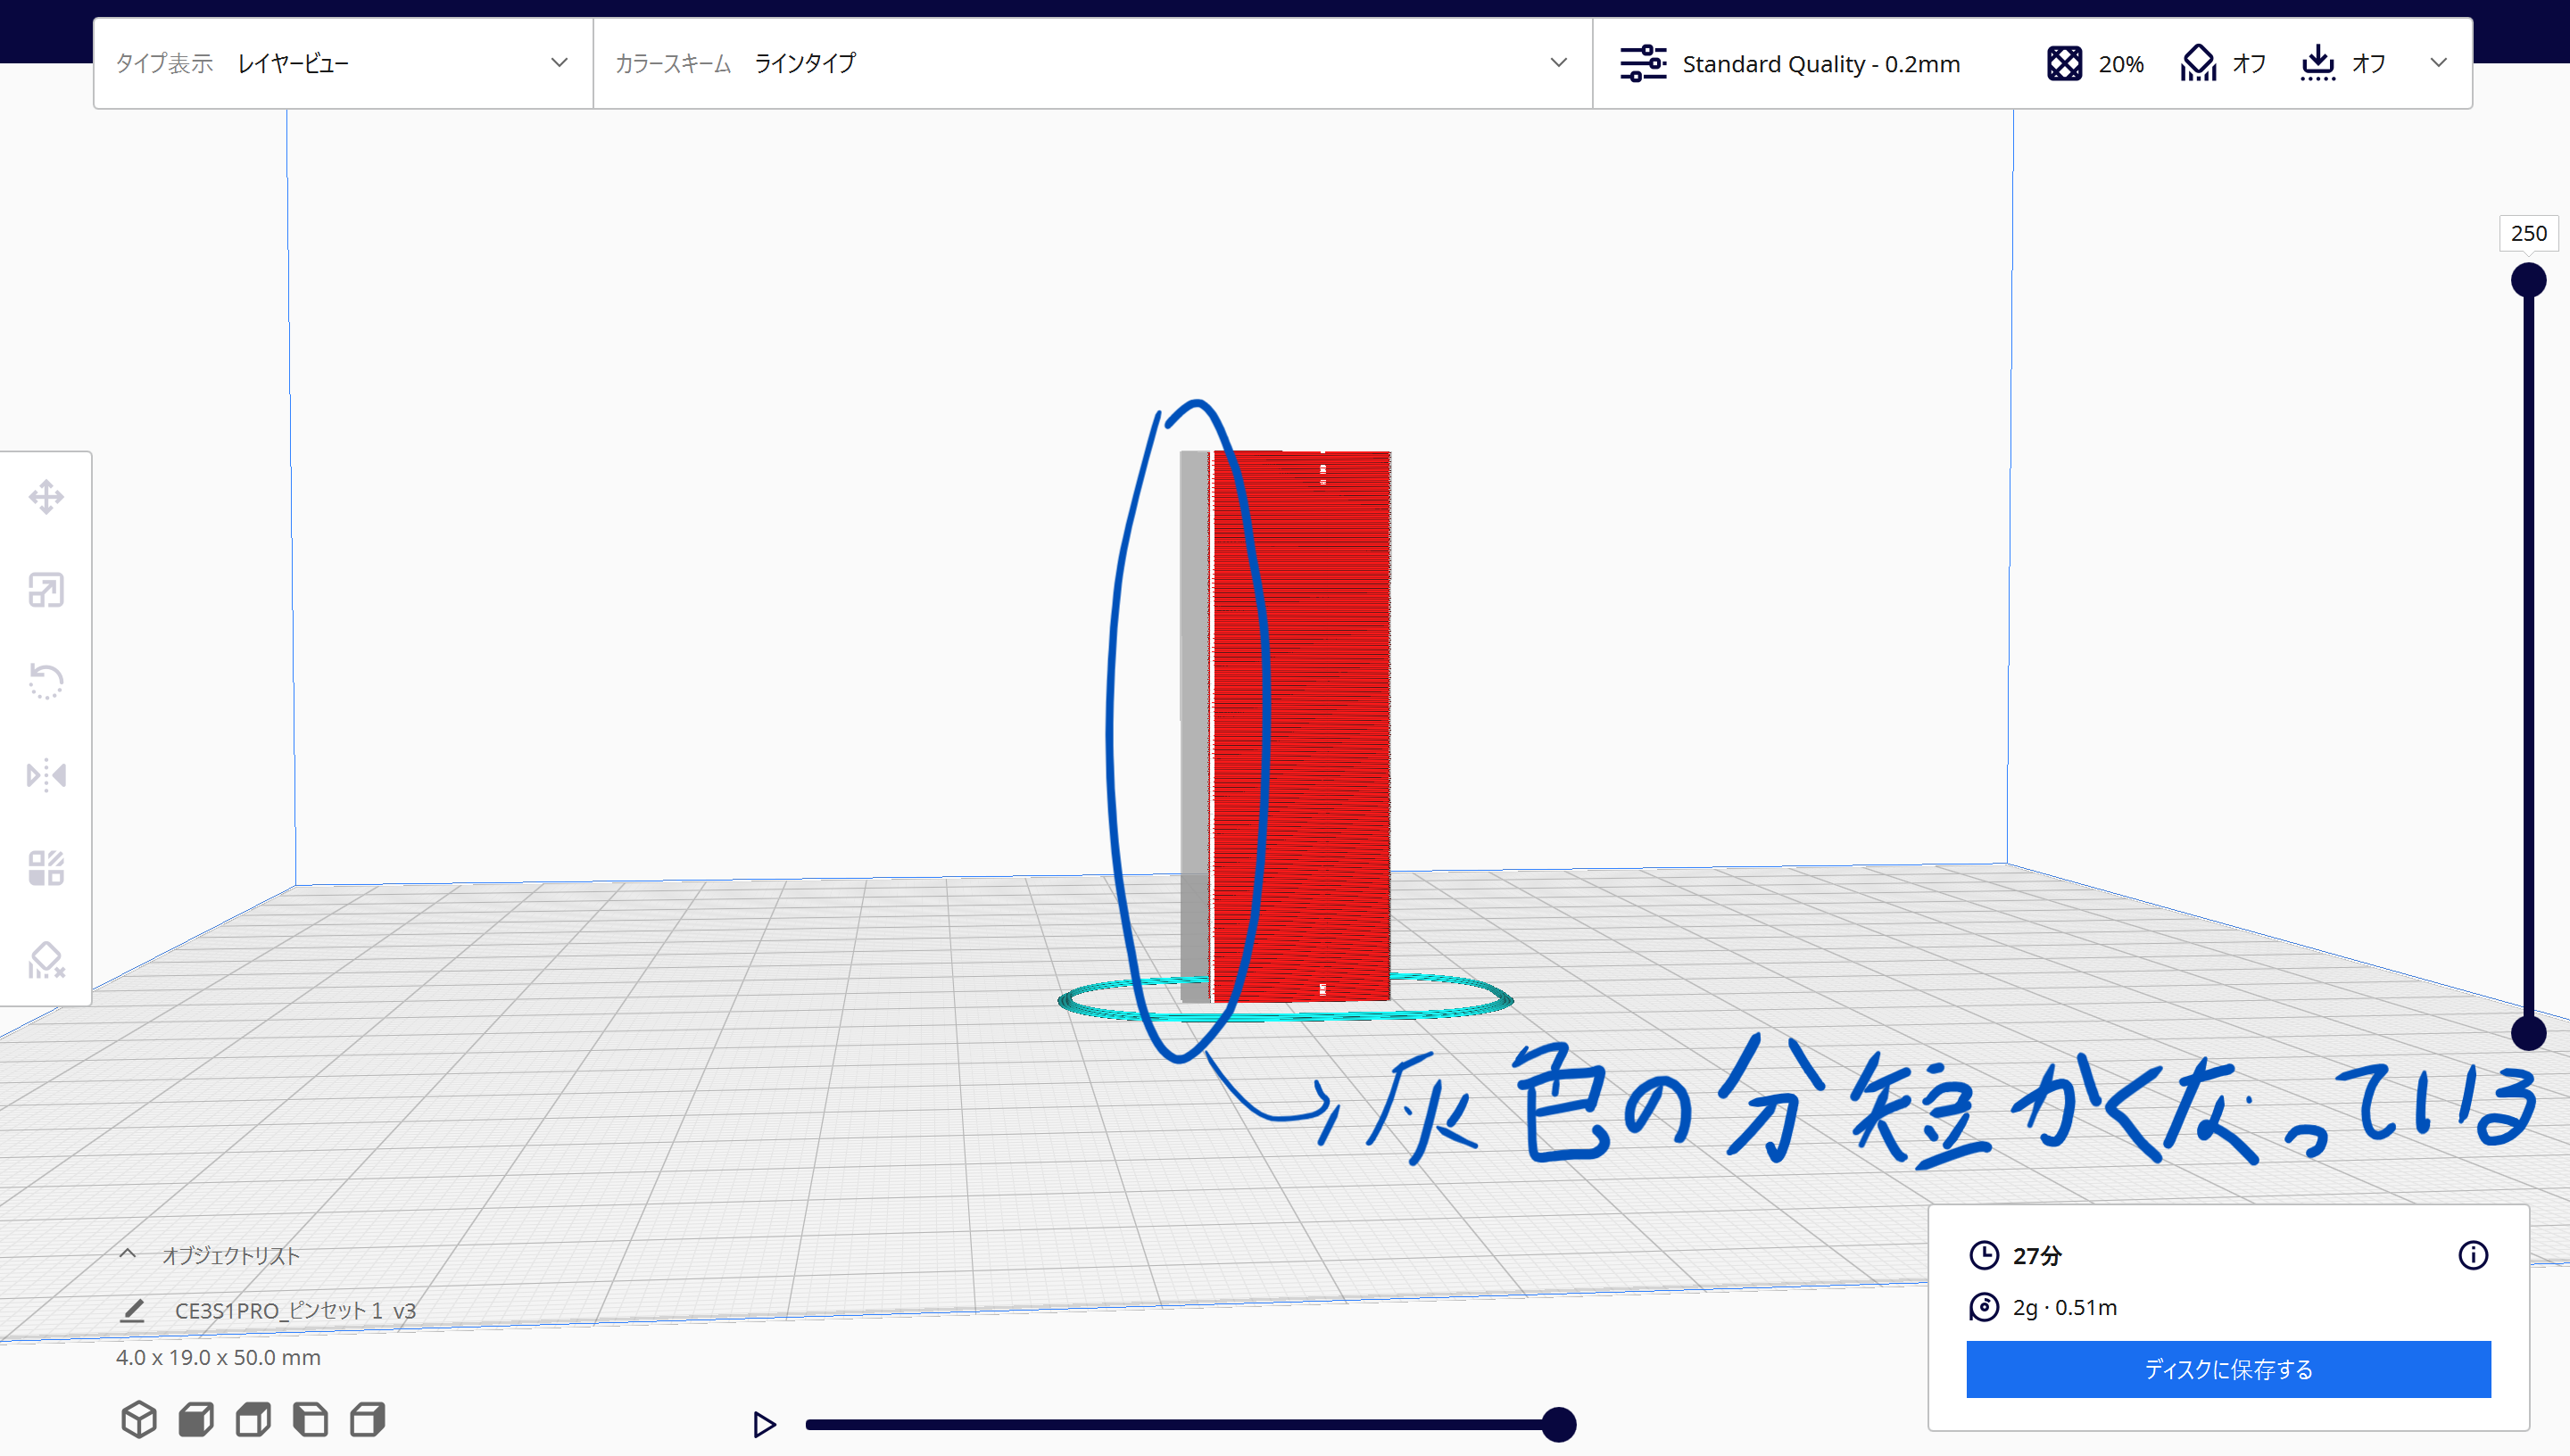 タイプ表示 レイヤービュー
カラースキーム ラインタイプ
Standard Quality - 0.2mm 20% オフ オフ
250
灰色の分短かくなっている
オブジェクトリスト
CE3S1PRO_ピンセット1 v3
4.0 x 19.0 x 50.0 mm
27分
2g · 0.51m
ディスクに保存する